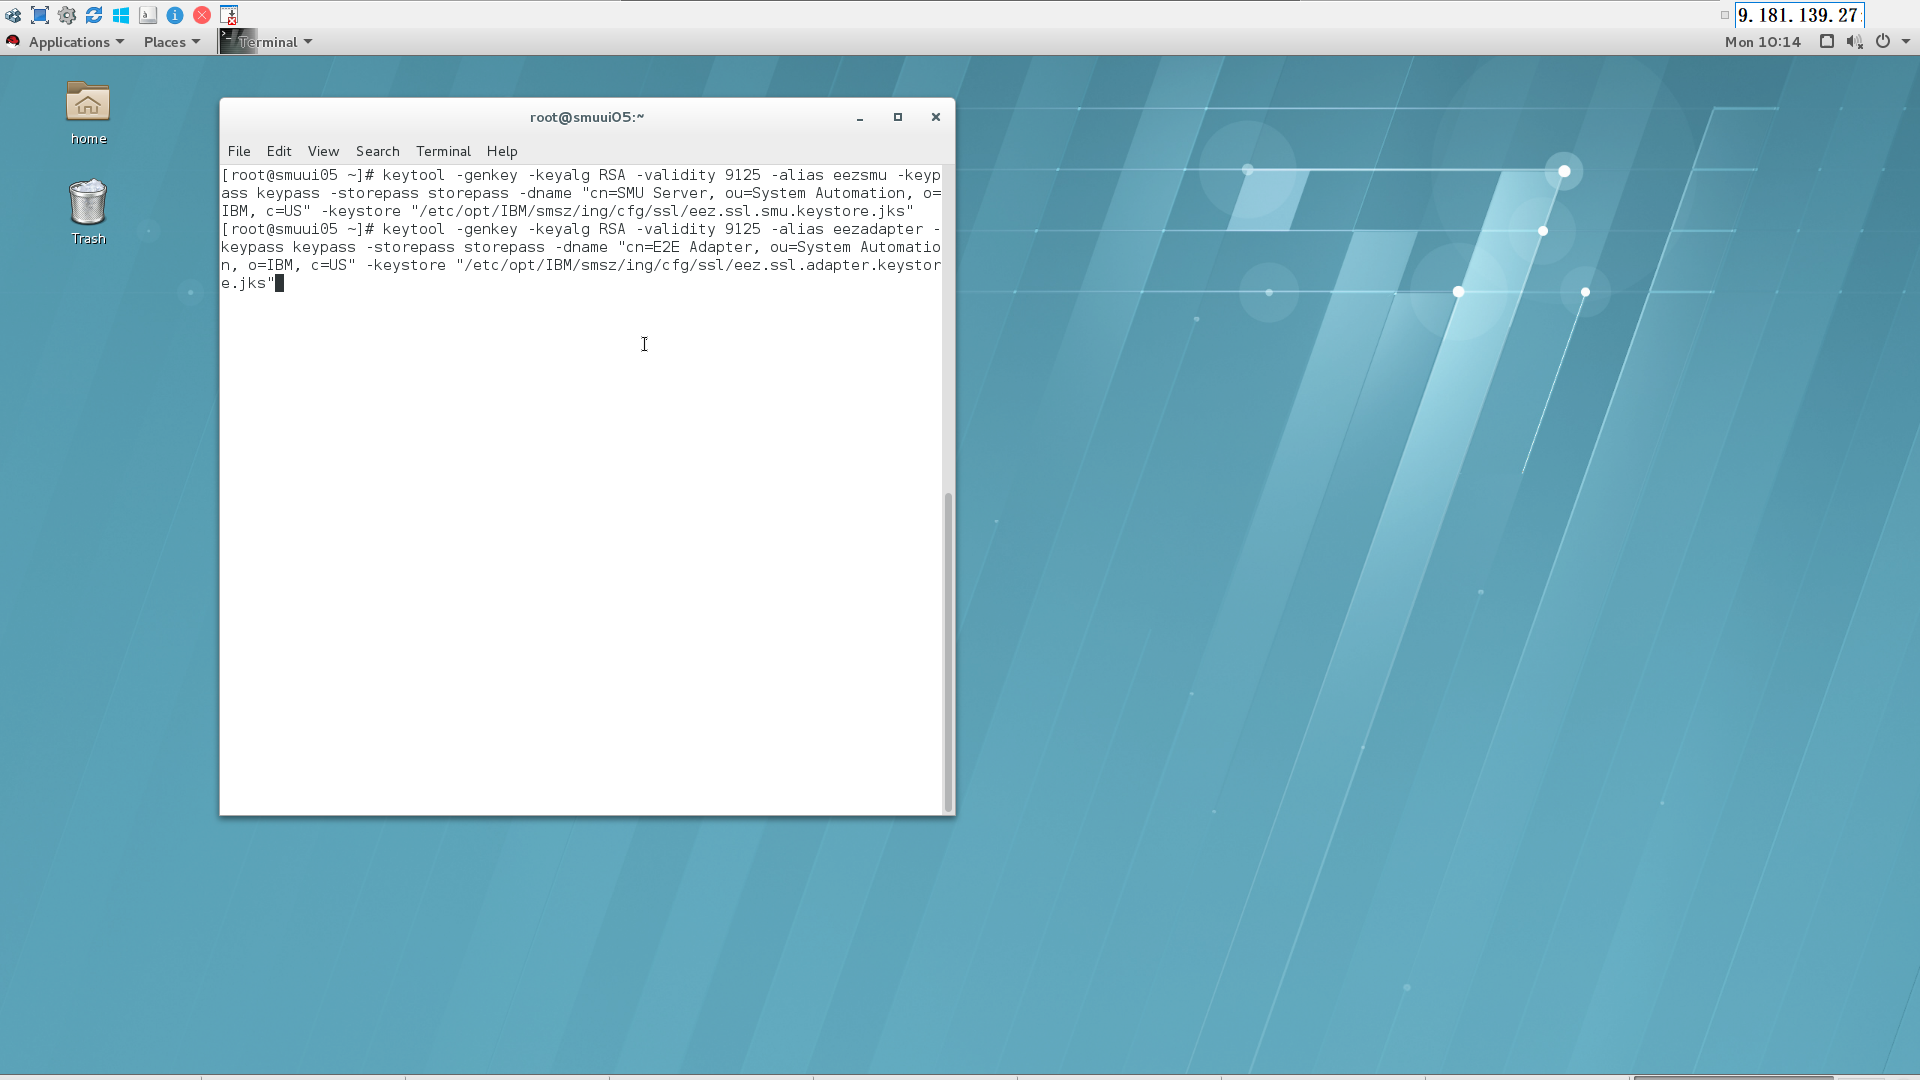 9.181.139.27
Applications Places Terminal Mon 10:14
home
Trash
root@smuui05:~
File Edit View Search Terminal Help
[root@smuui05 ~]# keytool -genkey -keyalg RSA -validity 9125 -alias eezsmu -keyp
ass keypass -storepass storepass -dname "cn=SMU Server, ou=System Automation, o=
IBM, c=US" -keystore "/etc/opt/IBM/smsz/ing/cfg/ssl/eez.ssl.smu.keystore.jks"
[root@smuui05 ~]# keytool -genkey -keyalg RSA -validity 9125 -alias eezadapter -
keypass keypass -storepass storepass -dname "cn=E2E Adapter, ou=System Automatio
n, o=IBM, c=US" -keystore "/etc/opt/IBM/smsz/ing/cfg/ssl/eez.ssl.adapter.keystor
e.jks"